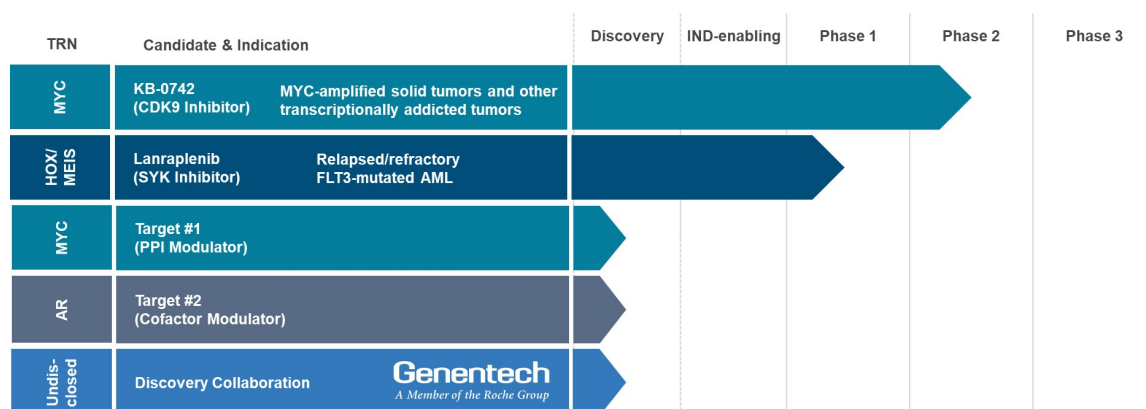 TRN Candidate & Indication Discovery IND-enabling Phase 1 Phase 2 Phase 3
MYC
KB-0742
(CDK9 Inhibitor)
MYC-amplified solid tumors and other
transcriptionally addicted tumors
HOX/
MEIS
Lanraplenib
(SYK Inhibitor)
Relapsed/refractory
FLT3-mutated AML
MYC
Target #1
(PPI Modulator)
AR
Target #2
(Cofactor Modulator)
Undis-
closed
Discovery Collaboration
Genentech
A Member of the Roche Group